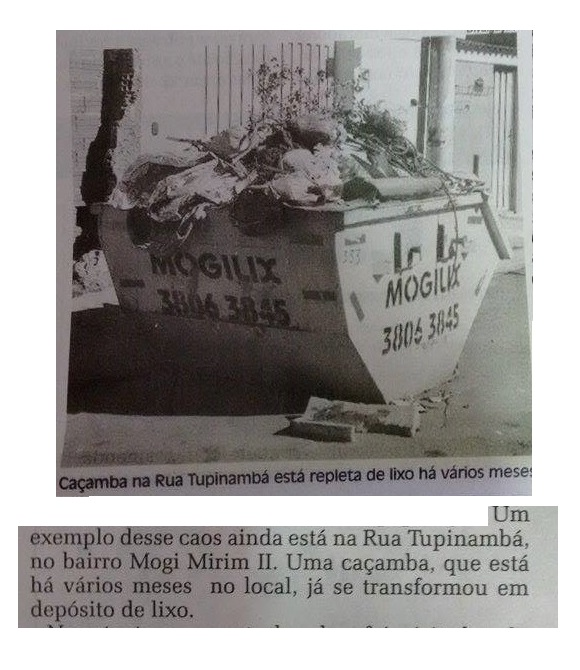 383
MOGILIX
3806 3845
MOGILIX
3806 3845
Caçamba na Rua Tupinambá está repleta de lixo há vários meses
Um
exemplo desse caos ainda está na Rua Tupinambá,
no bairro Mogi Mirim II. Uma caçamba, que está
há vários meses no local, já se transformou em
depósito de lixo.